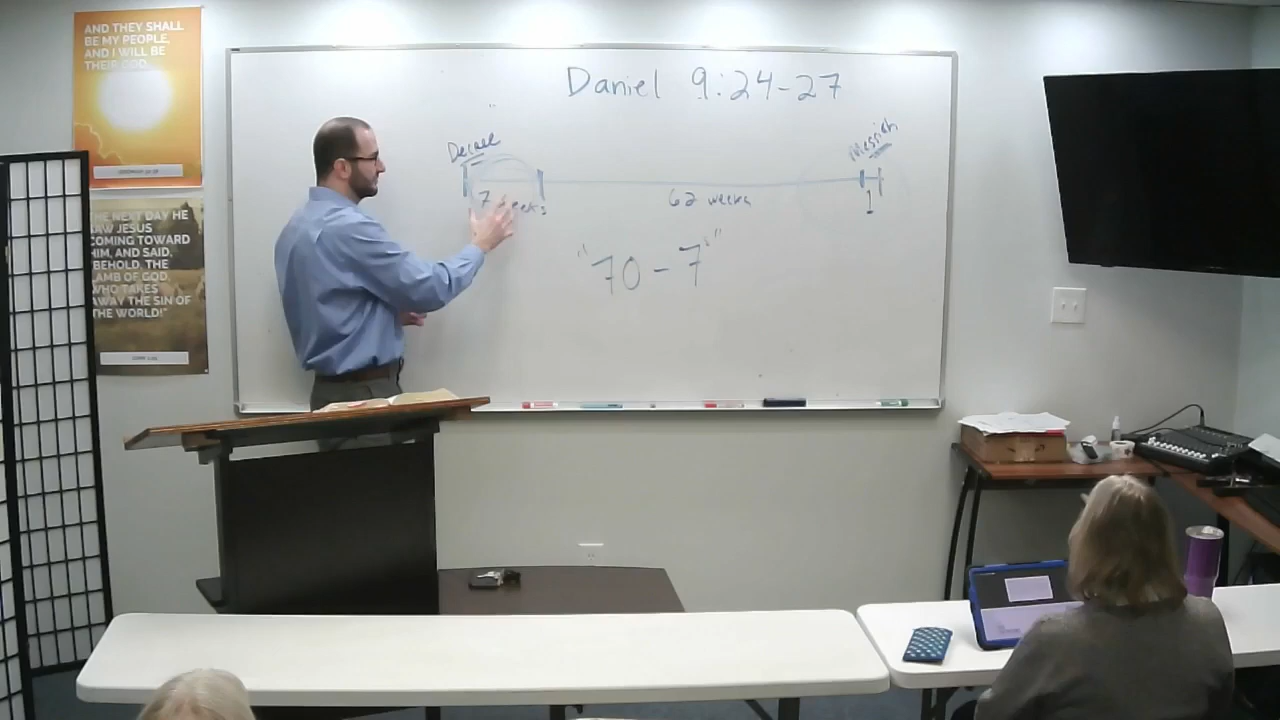 AND THEY SHALL
BE MY PEOPLE,
AND I WILL BE
THEIR GOD.
THE NEXT DAY HE
SAW JESUS
COMING TOWARD
HIM, AND SAID,
"BEHOLD, THE
LAMB OF GOD,
WHO TAKES
AWAY THE SIN OF
THE WORLD!"
Daniel 9:24-27
Decree
Messiah
7 weeks
62 weeks
1
"70-7's"